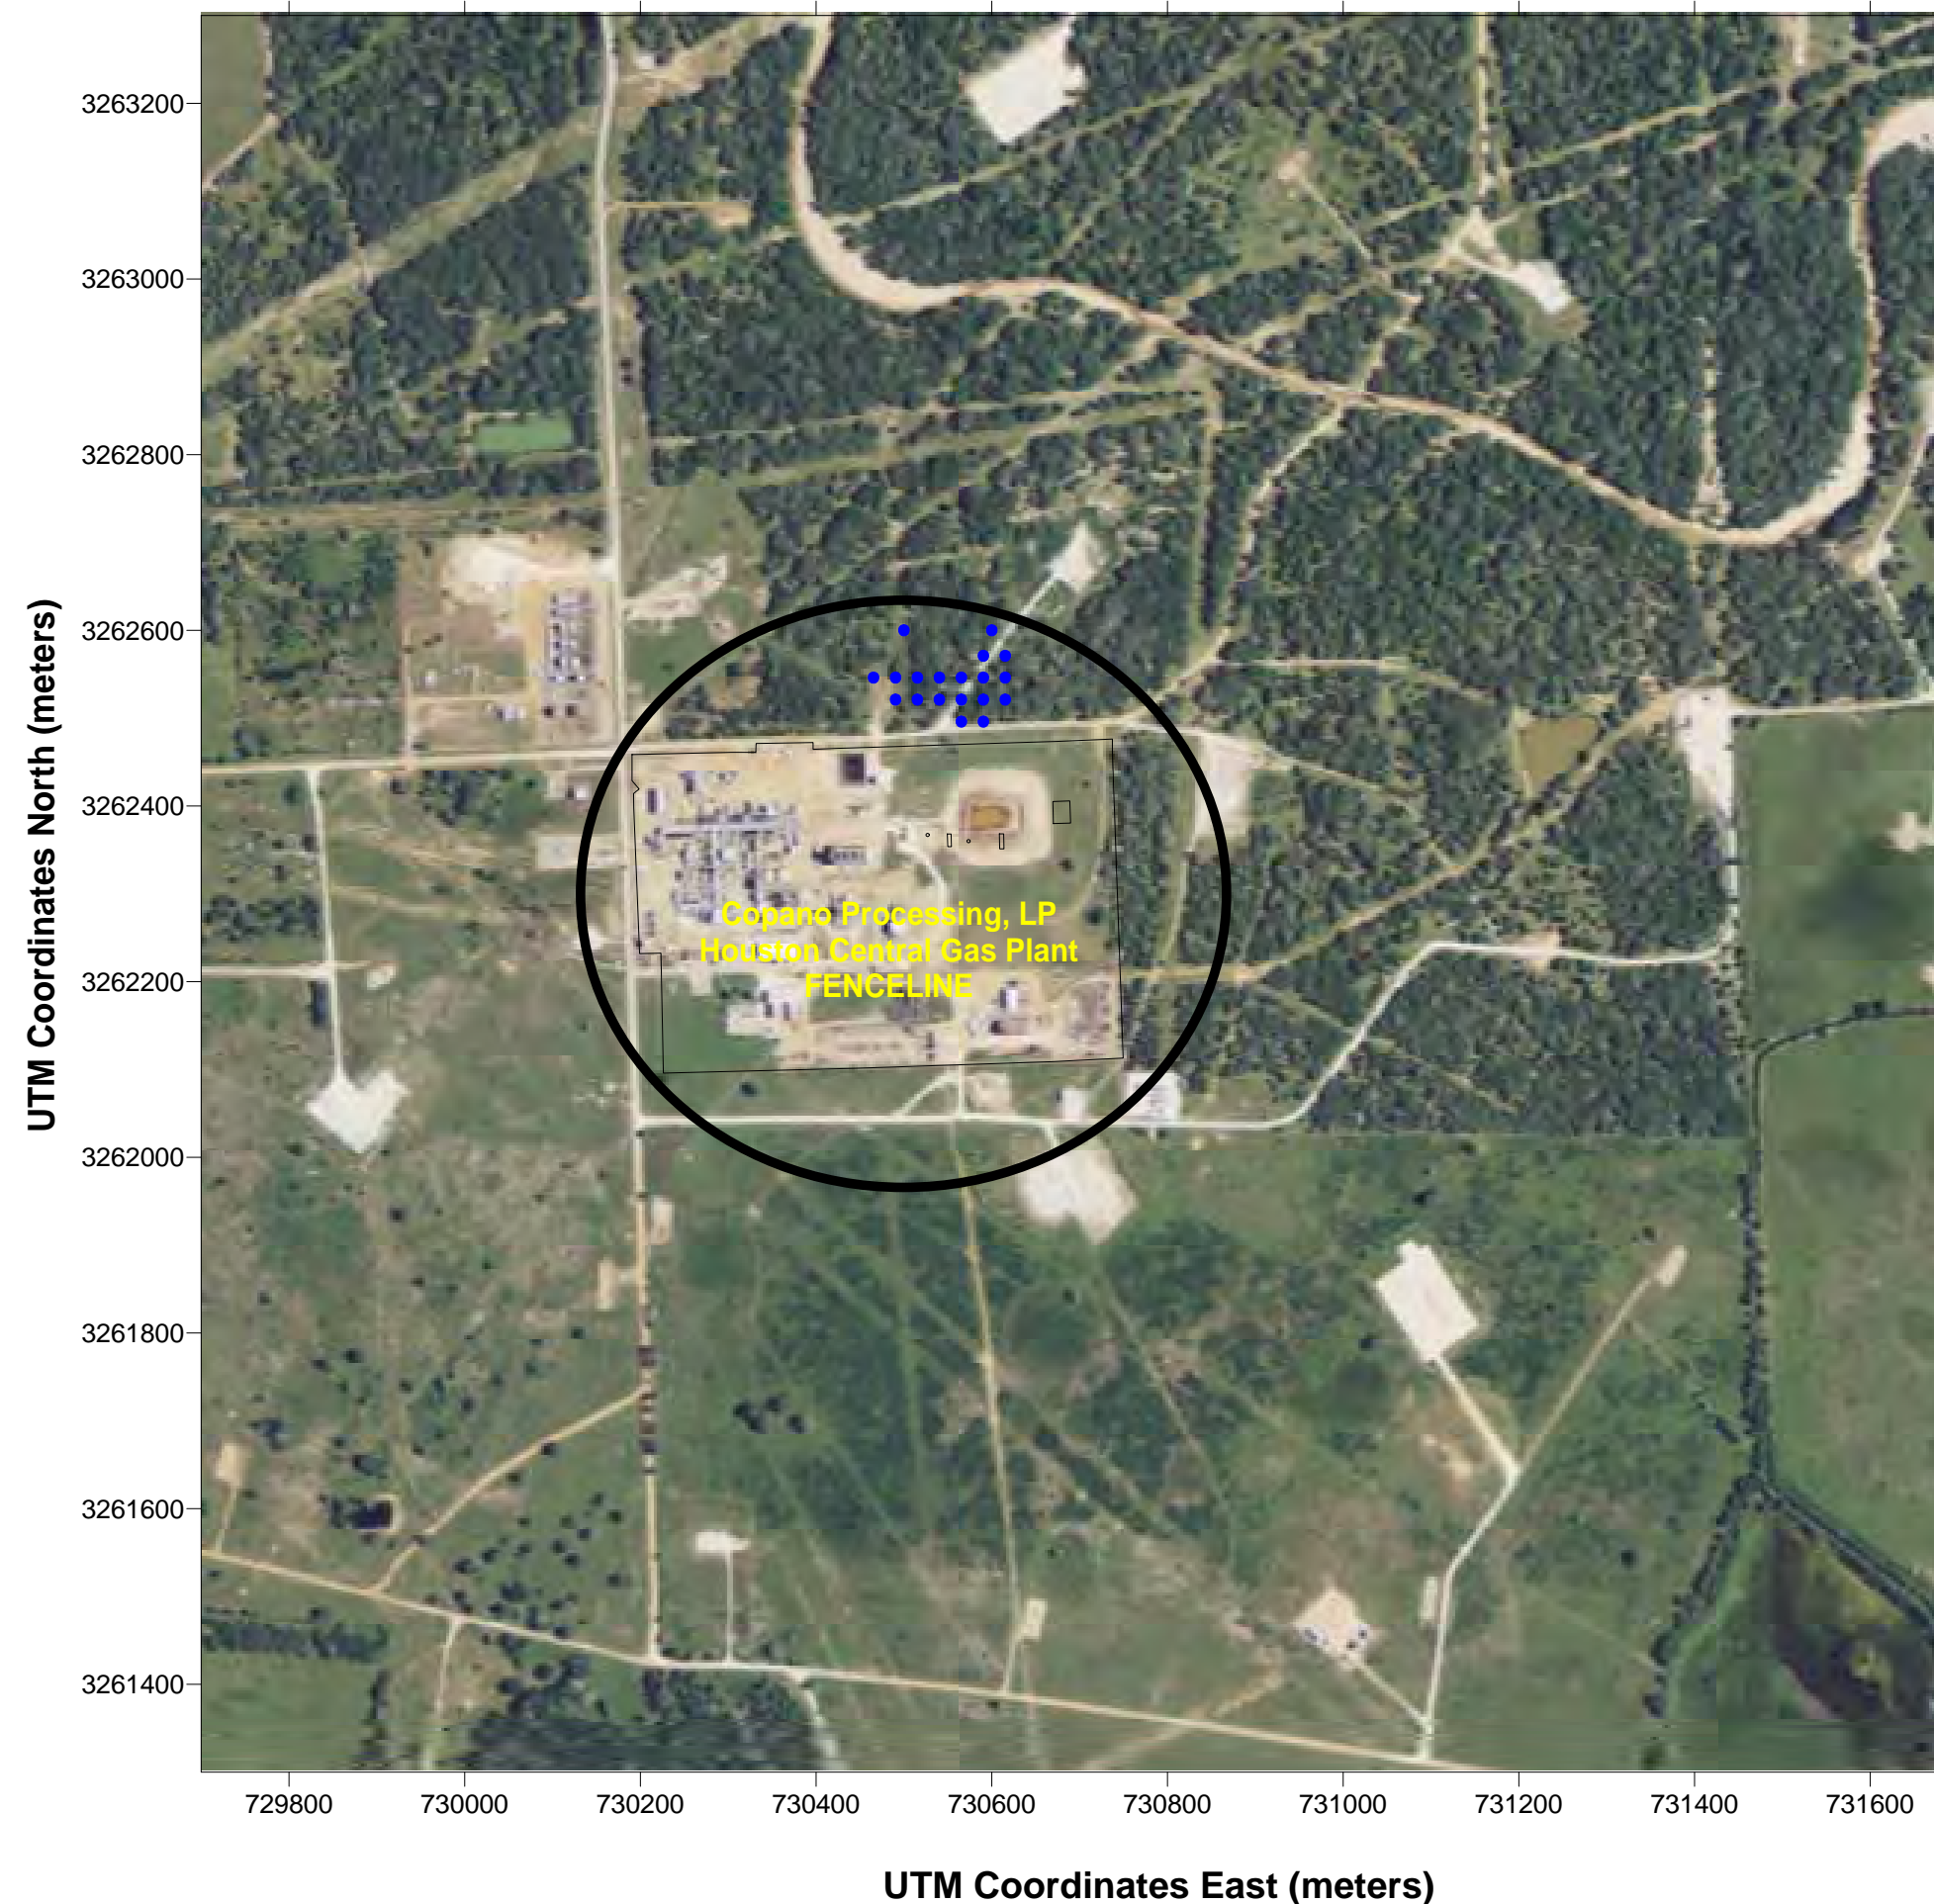 3263200
3263000
3262800
3262600
3262400
3262200
3262000
3261800
3261600
3261400
UTM Coordinates North (meters)
Copano Processing, LP
Houston Central Gas Plant
FENCELINE
729800 730000 730200 730400 730600 730800 731000 731200 731400 731600
UTM Coordinates East (meters)